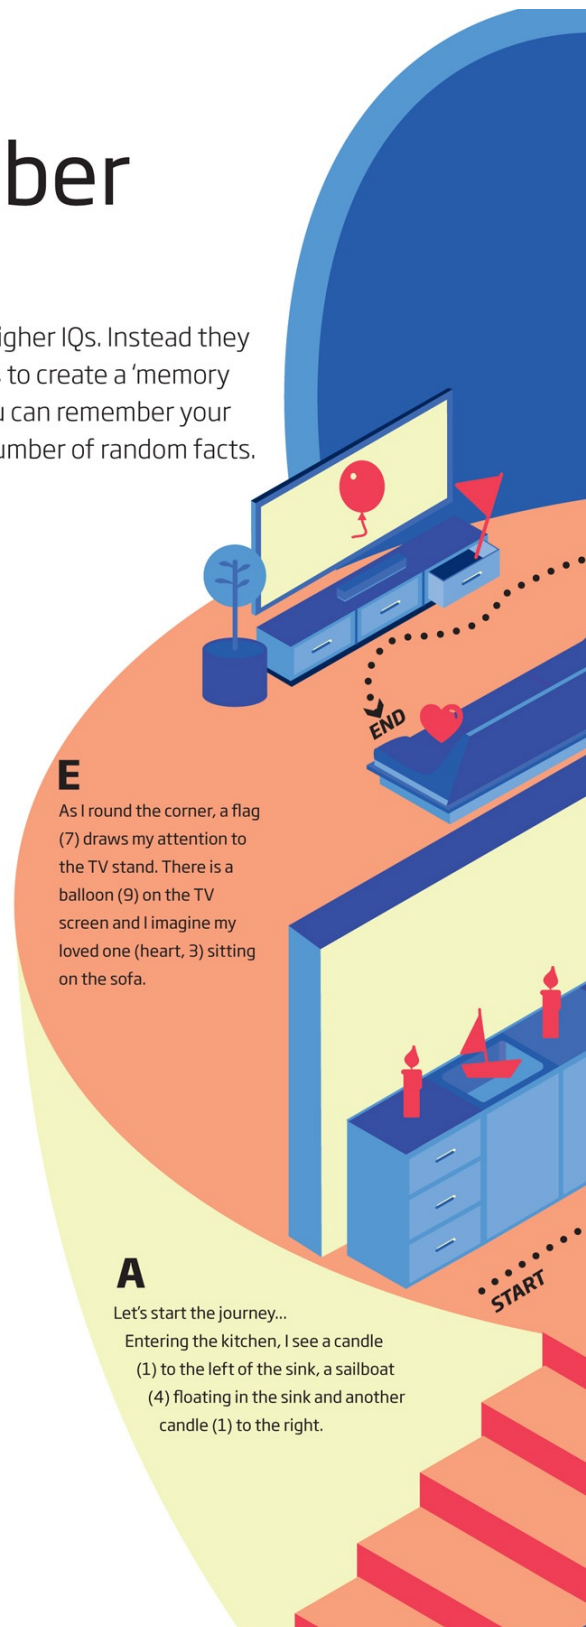 ber
igher IQs. Instead they
to create a ‘memory
can remember your
umber of random facts.
END
E
As I round the corner, a flag
(7) draws my attention to
the TV stand. There is a
balloon (9) on the TV
screen and I imagine my
loved one (heart, 3) sitting
on the sofa.
START
A
Let’s start the journey...
Entering the kitchen, I see a candle
(1) to the left of the sink, a sailboat
(4) floating in the sink and another
candle (1) to the right.